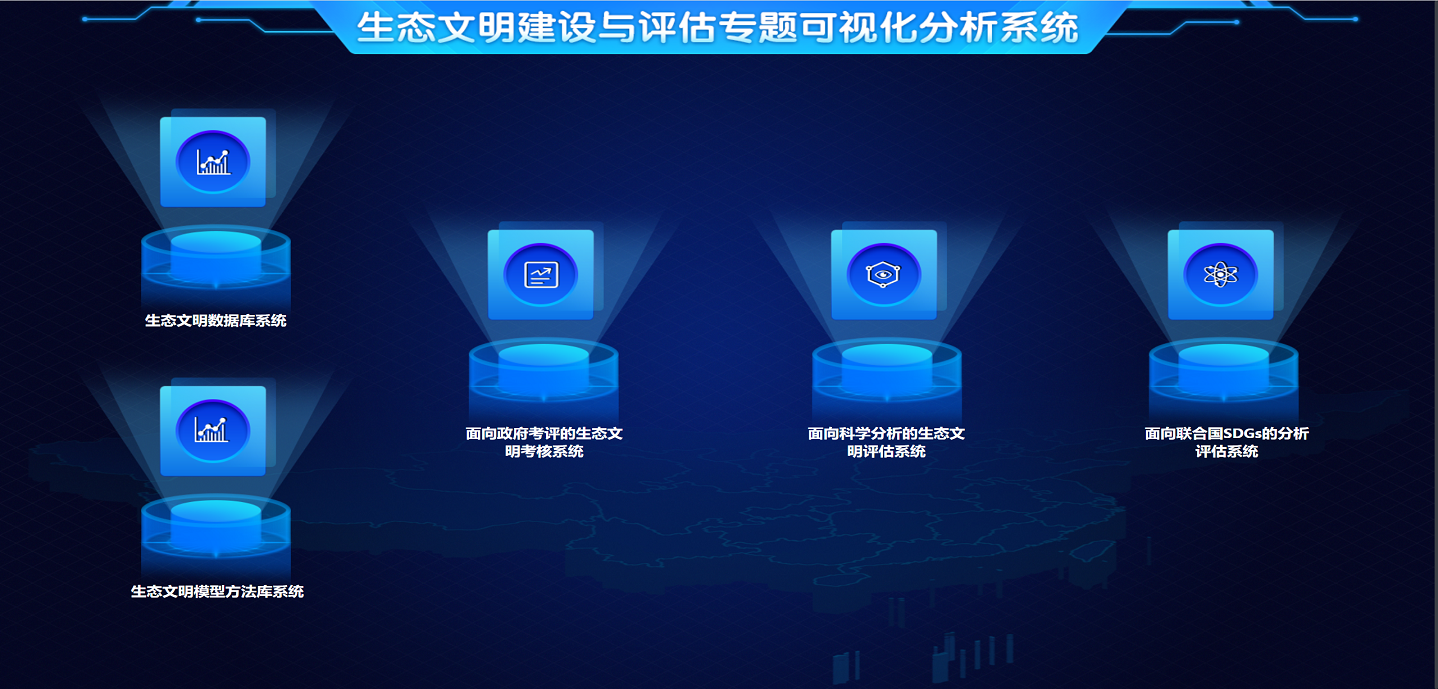 生态文明建设与评估专题可视化分析系统
生态文明数据库系统
面向政府考评的生态文
明考核系统
面向科学分析的生态文
明评估系统
面向联合国SDGs的分析
评估系统
生态文明模型方法库系统